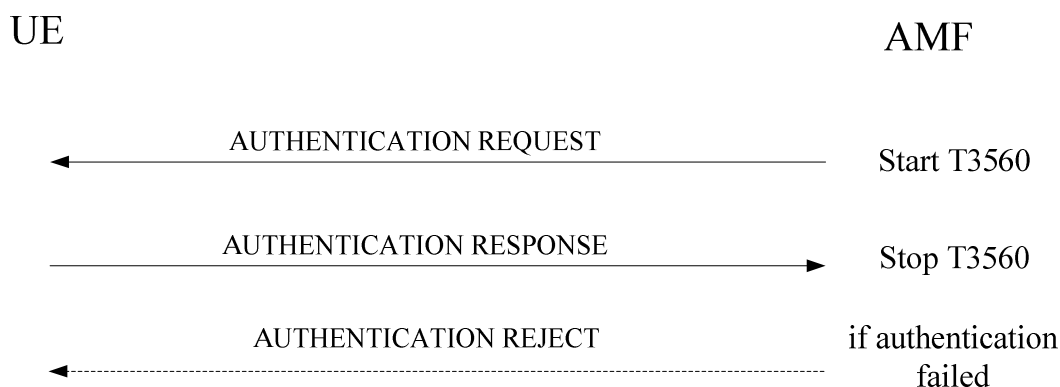 UE
AMF
AUTHENTICATION REQUEST
Start T3560
AUTHENTICATION RESPONSE
Stop T3560
AUTHENTICATION REJECT
if authentication
failed